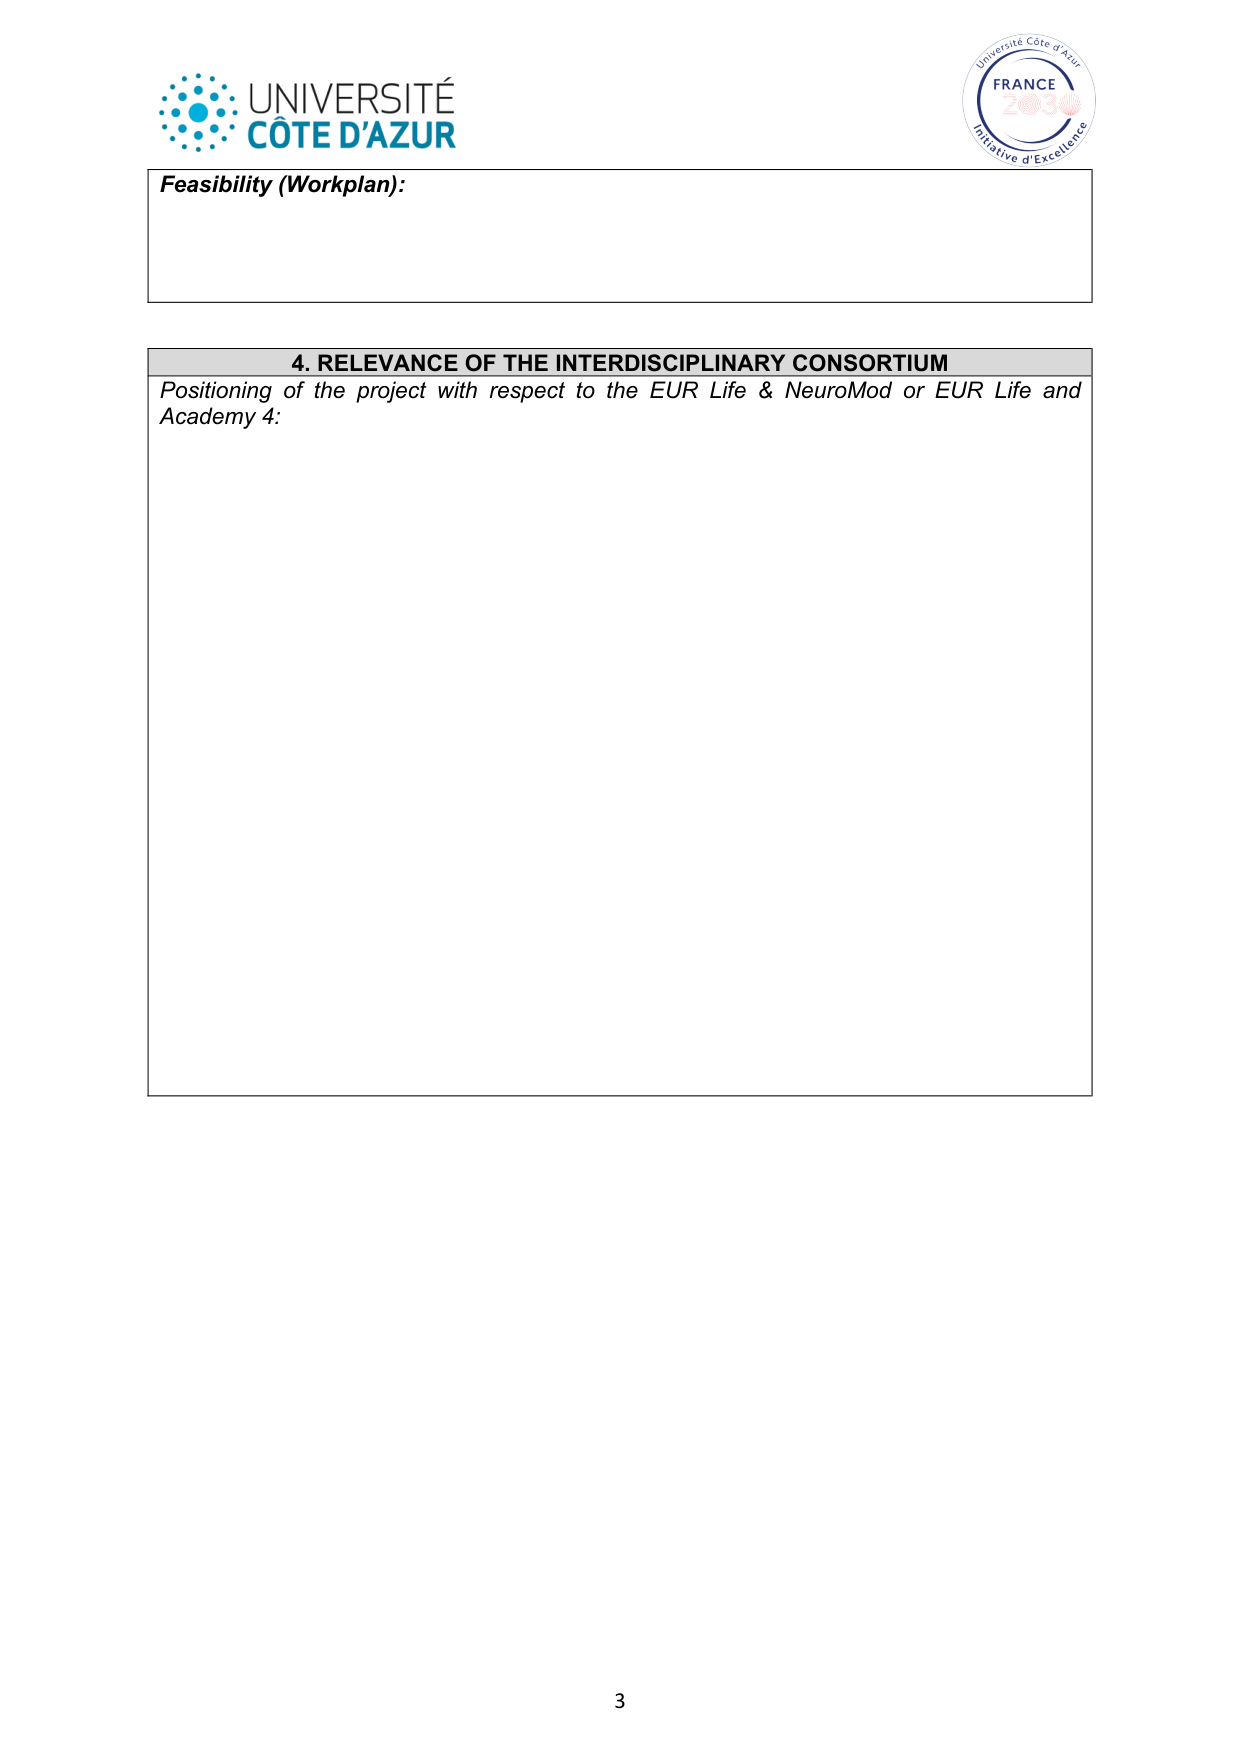 UNIVERSITÉ
CÔTE D'AZUR
Université Côte d'Azur
FRANCE
2030
Initiative d'Excellence
Feasibility (Workplan):
4. RELEVANCE OF THE INTERDISCIPLINARY CONSORTIUM
Positioning of the project with respect to the EUR Life & NeuroMod or EUR Life and
Academy 4:
3